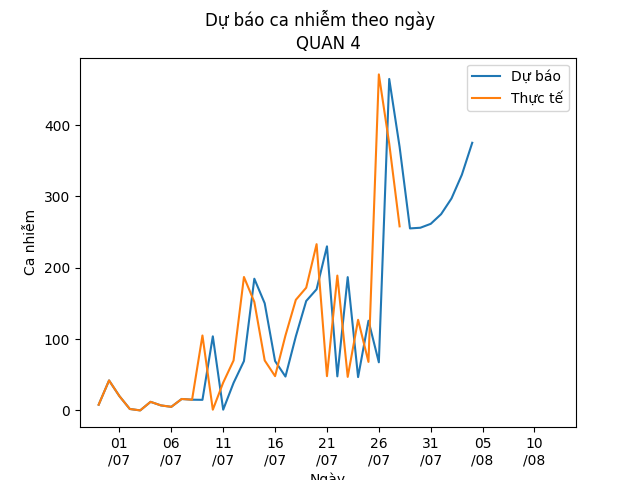 Dự báo ca nhiễm theo ngày
QUAN 4
Dự báo
Thực tế
Ca nhiễm
400
300
200
100
0
01 06 11 16 21 26 31 05 10
/07 /07 /07 /07 /07 /07 /07 /08 /08
Ngày